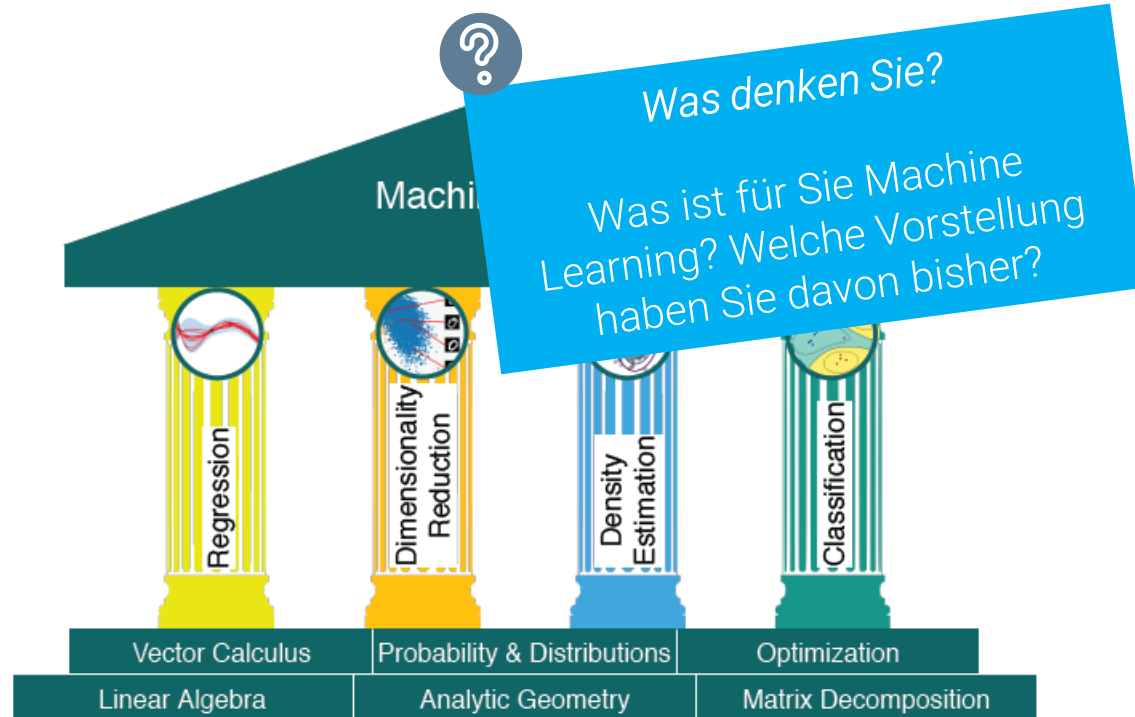 Was denken Sie?
Was ist für Sie Machine
Learning? Welche Vorstellung
haben Sie davon bisher?
Regression
Dimensionality
Reduction
Density
Estimation
Classification
Vector Calculus
Probability & Distributions
Optimization
Linear Algebra
Analytic Geometry
Matrix Decomposition